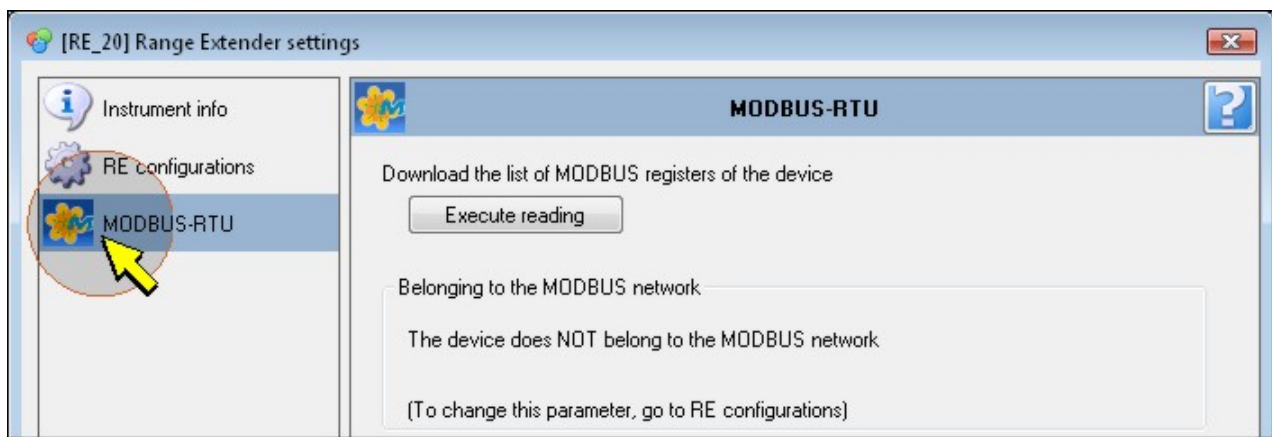 [RE_20] Range Extender settings
Instrument info
RE configurations
MODBUS-RTU
MODBUS-RTU
Download the list of MODBUS registers of the device
Execute reading
Belonging to the MODBUS network
The device does NOT belong to the MODBUS network
(To change this parameter, go to RE configurations)